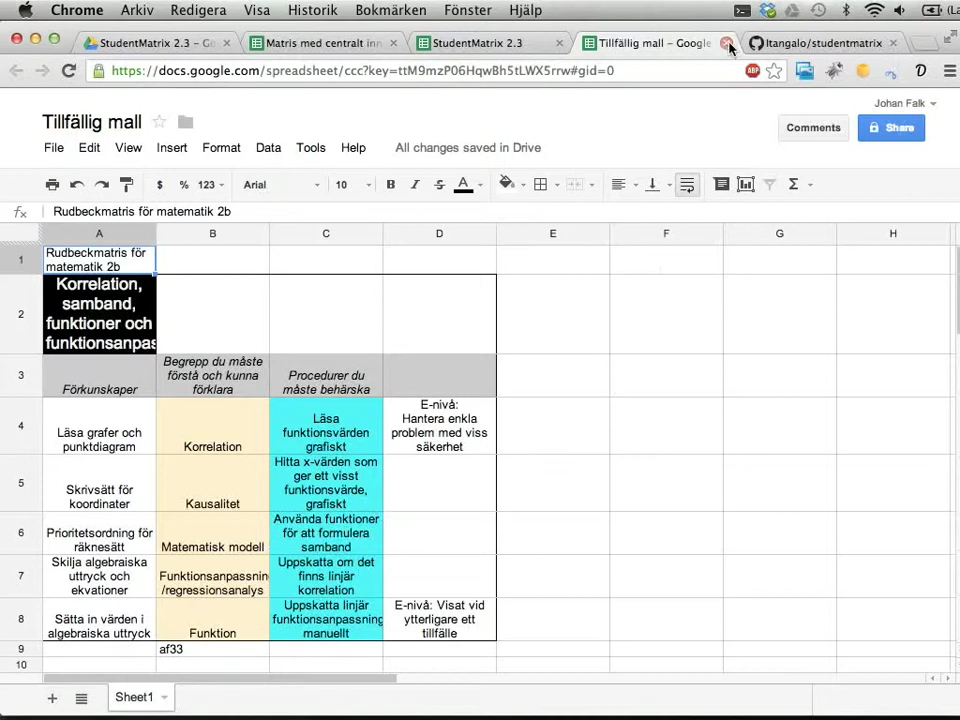 Chrome Arkiv Redigera Visa Historik Bokmärken Fönster Hjälp
StudentMatrix 2.3 – Go
Matris med centralt inn
StudentMatrix 2.3
Tillfällig mall – Google
Itangalo/studentmatrix
https://docs.google.com/spreadsheet/ccc?key=ttM9mzP06HqwBh5tLWX5rrw#gid=0
ABP
Johan Falk
Tillfällig mall
Comments
Share
File Edit View Insert Format Data Tools Help All changes saved in Drive
$ % 123 Arial 10 B I S A Σ
fx Rudbeckmatris för matematik 2b
A B C D E F G H
1
Rudbeckmatris för
matematik 2b
2
Korrelation,
samband,
funktioner och
funktionsanpas
3
Förkunskaper
Begrepp du måste
förstå och kunna
förklara
Procedurer du
måste behärska
4
Läsa grafer och
punktdiagram
Korrelation
Läsa
funktionsvärden
grafiskt
E-nivå:
Hantera enkla
problem med viss
säkerhet
5
Skrivsätt för
koordinater
Kausalitet
Hitta x-värden som
ger ett visst
funktionsvärde,
grafiskt
6
Prioritetsordning för
räknesätt
Matematisk modell
Använda funktioner
för att formulera
samband
7
Skilja algebraiska
uttryck och
ekvationer
Funktionsanpassnin
/regressionsanalys
Uppskatta om det
finns linjär
korrelation
8
Sätta in värden i
algebraiska uttryck
Funktion
Uppskatta linjär
funktionsanpassning
manuellt
E-nivå: Visat vid
ytterligare ett
tillfälle
9
af33
10
Sheet1